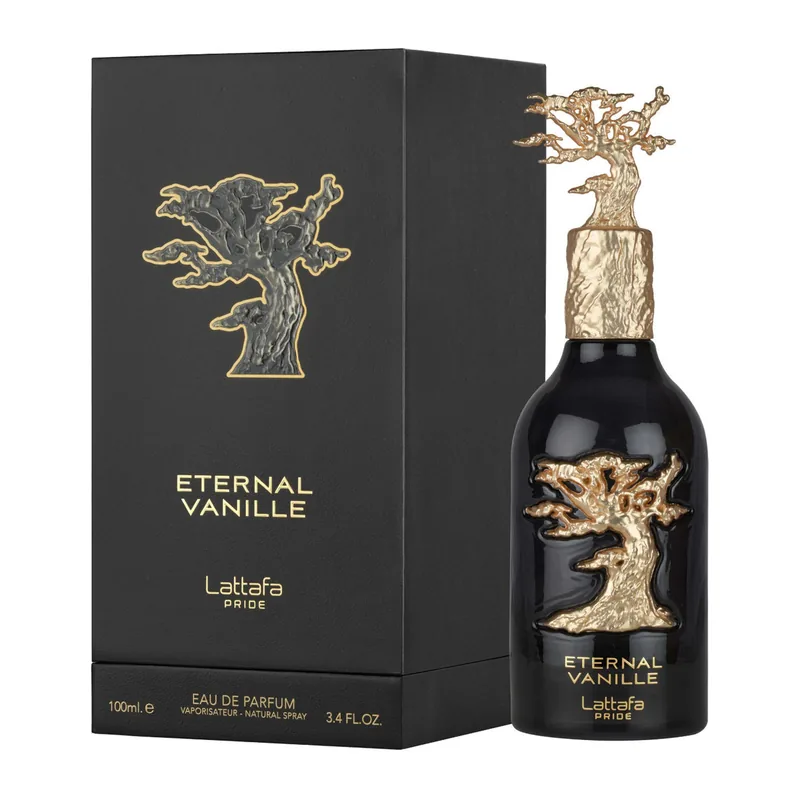 ETERNAL
VANILLE
Lattafa
PRIDE
100ml. e
EAU DE PARFUM
VAPORISATEUR - NATURAL SPRAY
3.4 FL.OZ.
ETERNAL
VANILLE
Lattafa
PRIDE